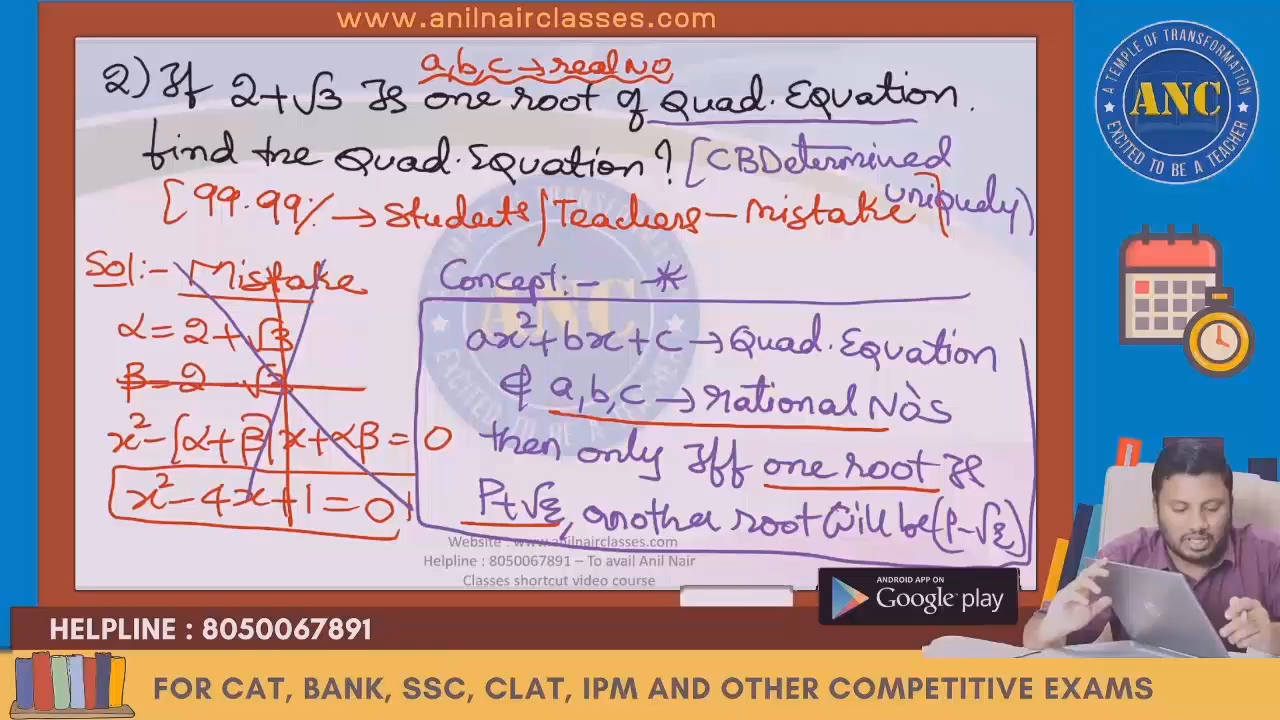 www.anilnairclasses.com
a,b,c→real NO
2) If 2+√3 Is one root of Quad. Equation.
find the Quad. Equation? [CBDetermined uniquely)
[99.99% → Students/Teachers - Mistake]
Sol:- Mistake
α = 2+√3
β = 2-√3
x²-(α+β)x+αβ = 0
x²-4x+1=0
Concept:- *
ax²+bx+c → Quad. Equation
& a,b,c → rational NOs
then only Iff one root Is
P+√q, another root will be (P-√q)
Website : www.anilnairclasses.com
Helpline : 8050067891 – To avail Anil Nair
Classes shortcut video course
A TEMPLE OF TRANSFORMATION
ANC
EXCITED TO BE A TEACHER
ANDROID APP ON
Google play
HELPLINE : 8050067891
FOR CAT, BANK, SSC, CLAT, IPM AND OTHER COMPETITIVE EXAMS